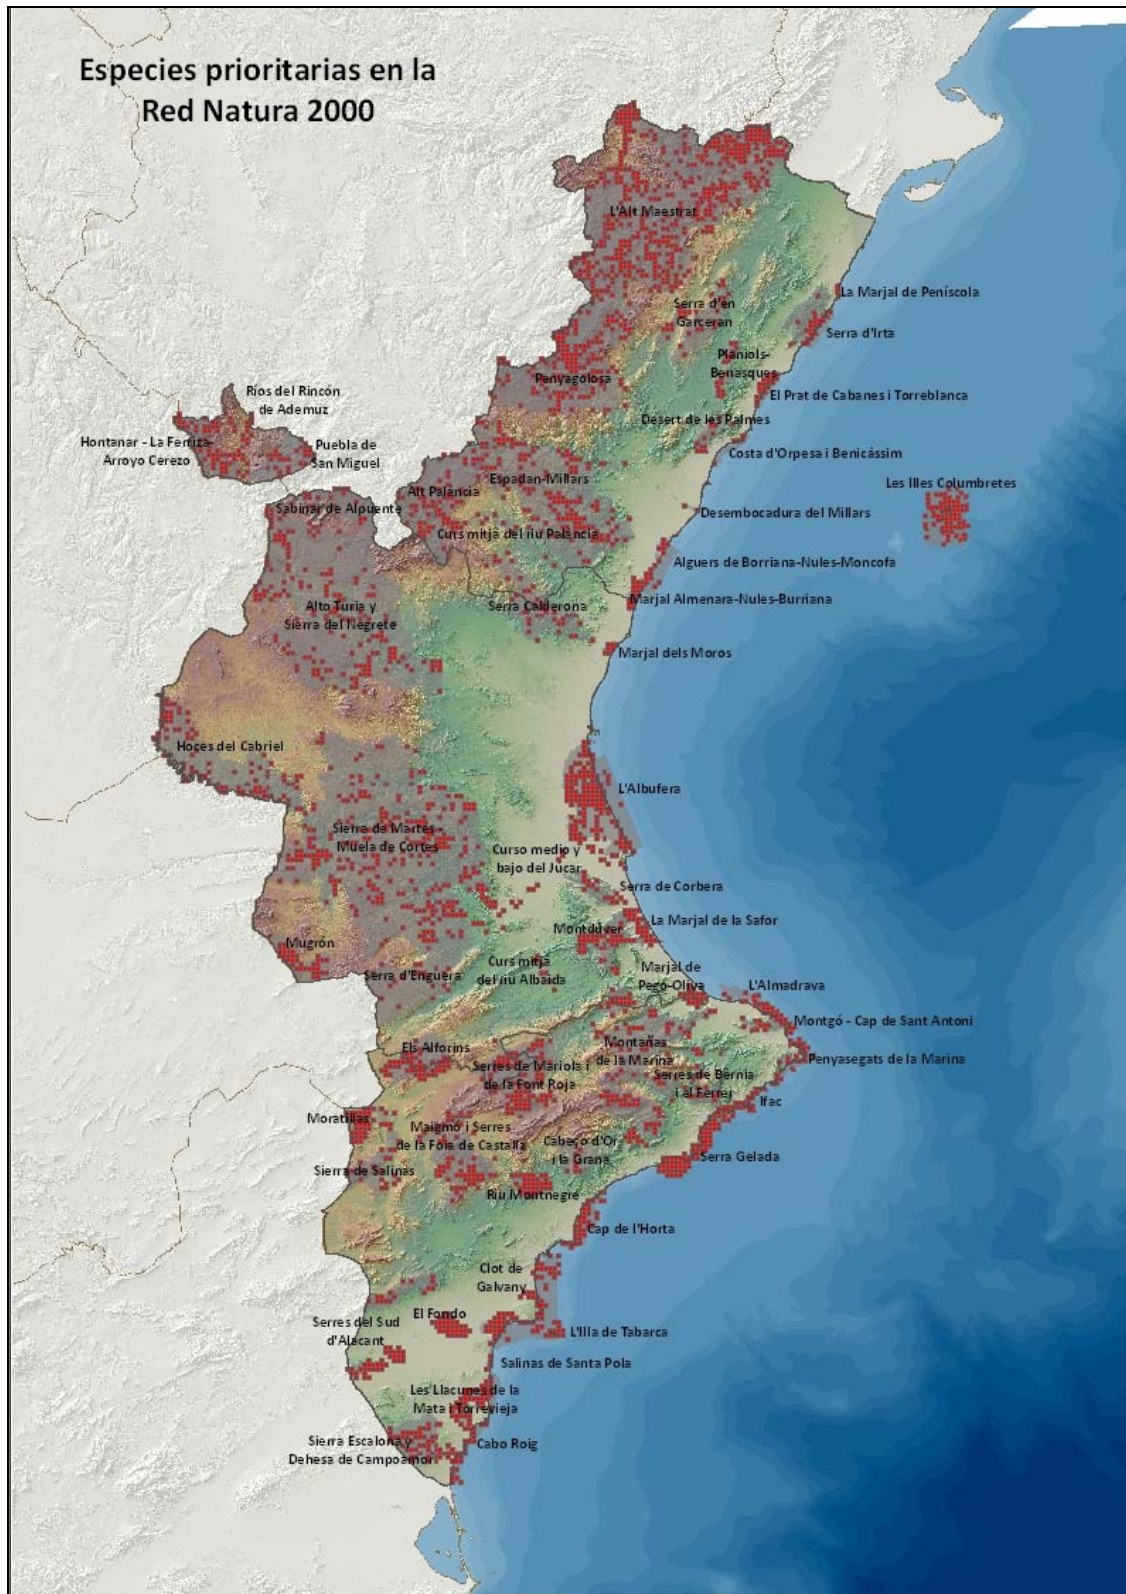 Especies prioritarias en la
Red Natura 2000
L'Alt Maestrat
La Marjal de Peníscola
Serra d'en
Garceran
Serra d'Irta
Planiols-
Benasques
Penyagolosa
El Prat de Cabanes i Torreblanca
Ríos del Rincón
de Ademuz
Desert de les Palmes
Hontanar - La Ferriza-
Arroyo Cerezo
Puebla de
San Miguel
Costa d'Orpesa i Benicàssim
Espadan-Millars
Les Illes Columbretes
Alt Palància
Sabinar de Alpuente
Desembocadura del Millars
Curs mitjà del riu Palància
Alguers de Borriana-Nules-Moncofa
Marjal Almenara-Nules-Burriana
Alto Turia y
Sierra del Negrete
Serra Calderona
Marjal dels Moros
Hoces del Cabriel
L'Albufera
Sierra de Martés -
Muela de Cortes
Curso medio y
bajo del Júcar
Serra de Corbera
La Marjal de la Safor
Montdúver
Mugrón
Curs mitjà
del riu Albaida
Serra d'Enguera
Marjal de
Pego-Oliva
L'Almadrava
Montgó - Cap de Sant Antoni
Els Alforins
Montañas
de la Marina
Penyasegats de la Marina
Serres de Mariola i
de la Font Roja
Serres de Bèrnia
i el Ferrer
Ifac
Moratillas
Maigmó i Serres
de la Foia de Castalla
Cabeço d'Or
i la Grana
Serra Gelada
Sierra de Salinas
Riu Montnegre
Cap de l'Horta
Clot de
Galvany
El Fondo
Serres del Sud
d'Alacant
L'Illa de Tabarca
Salinas de Santa Pola
Les Llacunes de la
Mata i Torrevieja
Sierra Escalona y
Dehesa de Campoamor
Cabo Roig